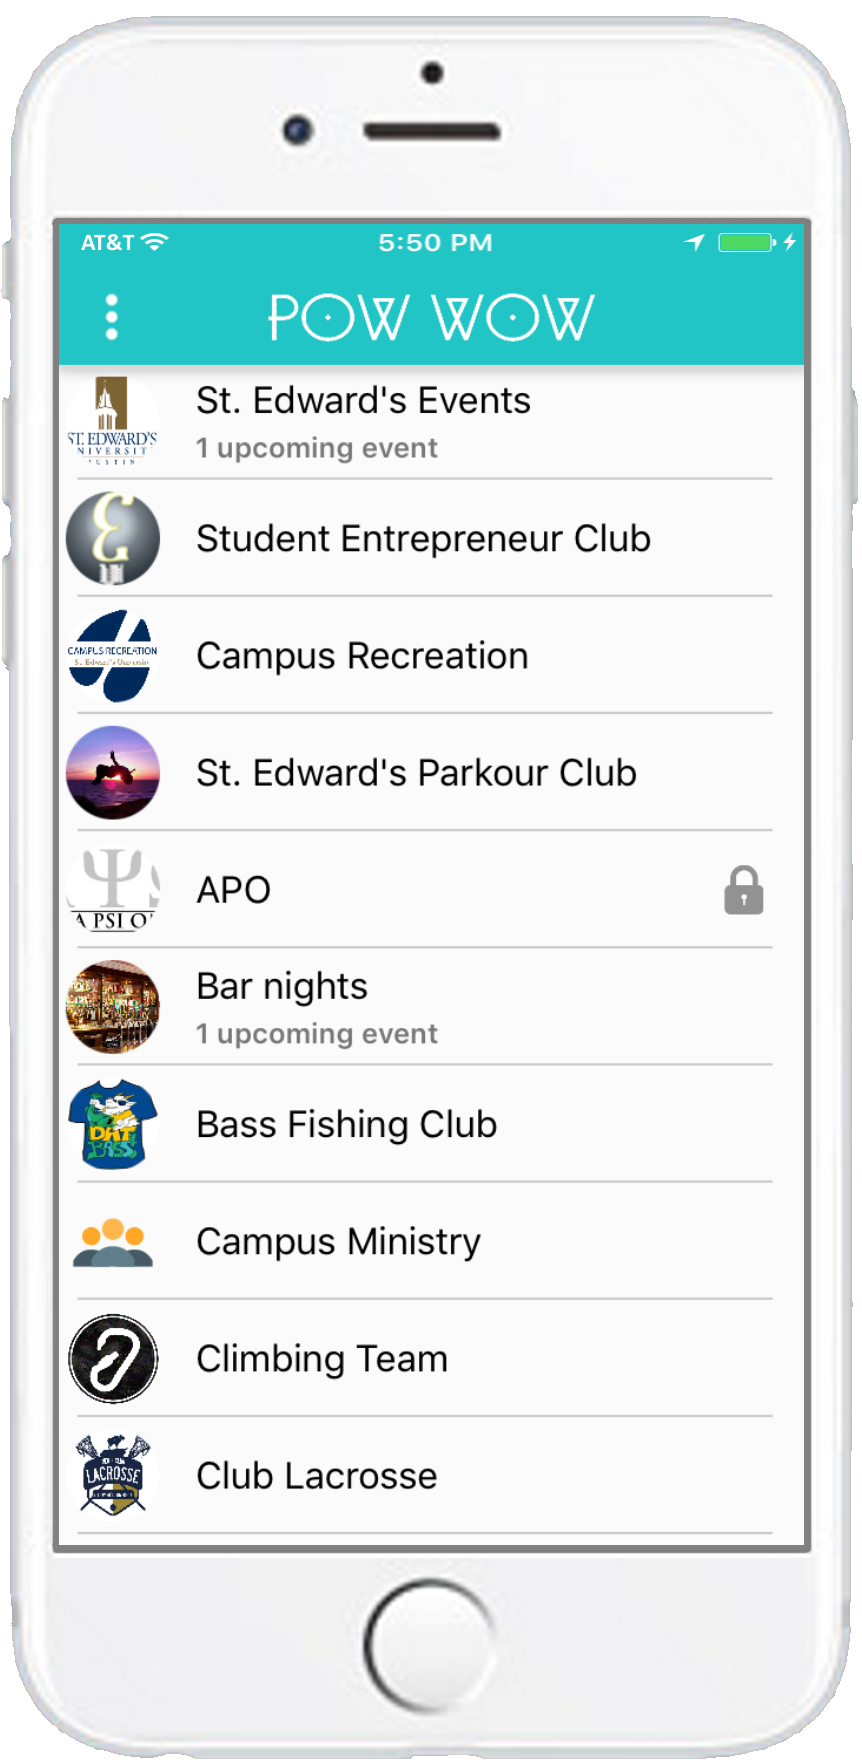 AT&T
5:50 PM
POW WOW
ST. EDWARD'S
NIVERSIT
USTIN
St. Edward's Events
1 upcoming event
Student Entrepreneur Club
CAMPUS RECREATION
St. Edward's University
Campus Recreation
St. Edward's Parkour Club
A PSI O
APO
Bar nights
1 upcoming event
DAT
BASS!
Bass Fishing Club
Campus Ministry
Climbing Team
LACROSSE
Club Lacrosse